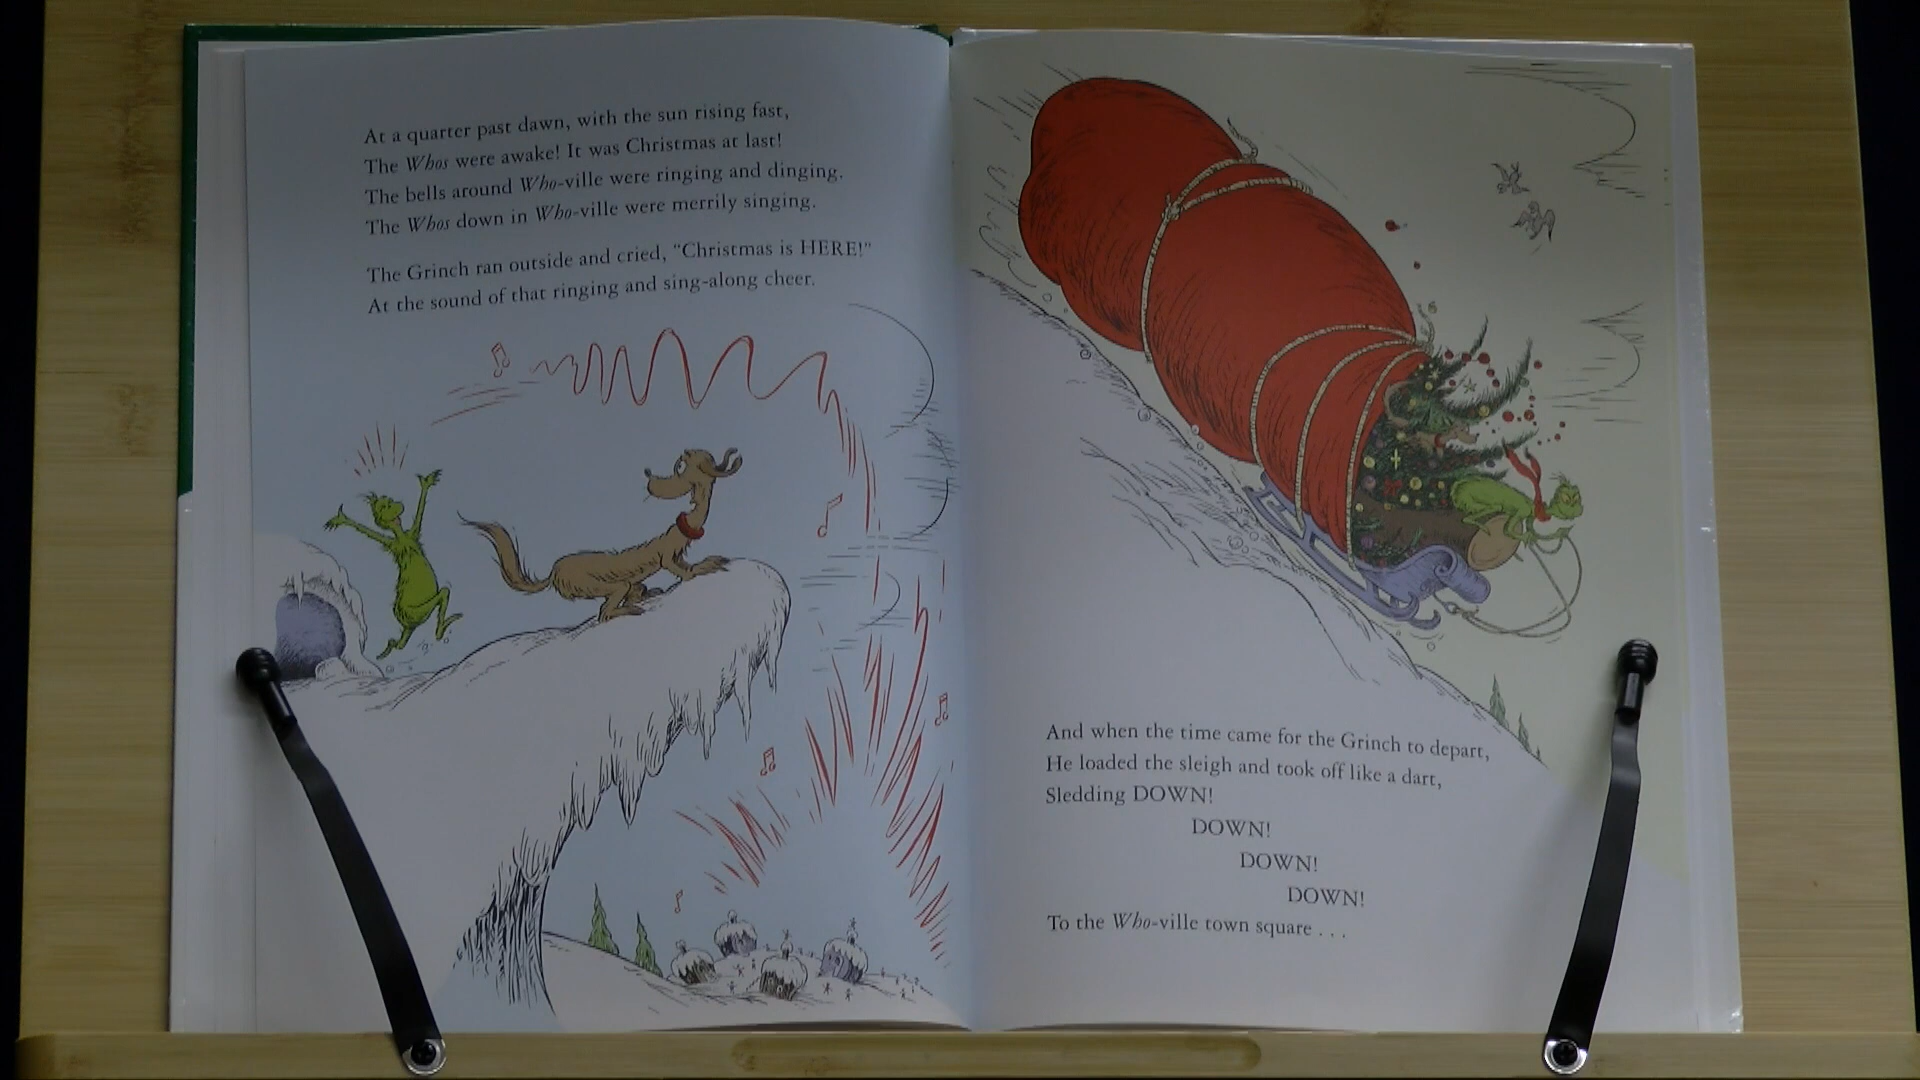 At a quarter past dawn, with the sun rising fast,
The Whos were awake! It was Christmas at last!
The bells around Who-ville were ringing and dinging.
The Whos down in Who-ville were merrily singing.
The Grinch ran outside and cried, “Christmas is HERE!”
At the sound of that ringing and sing-along cheer.
And when the time came for the Grinch to depart,
He loaded the sleigh and took off like a dart,
Sledding DOWN!
DOWN!
DOWN!
DOWN!
To the Who-ville town square . . .